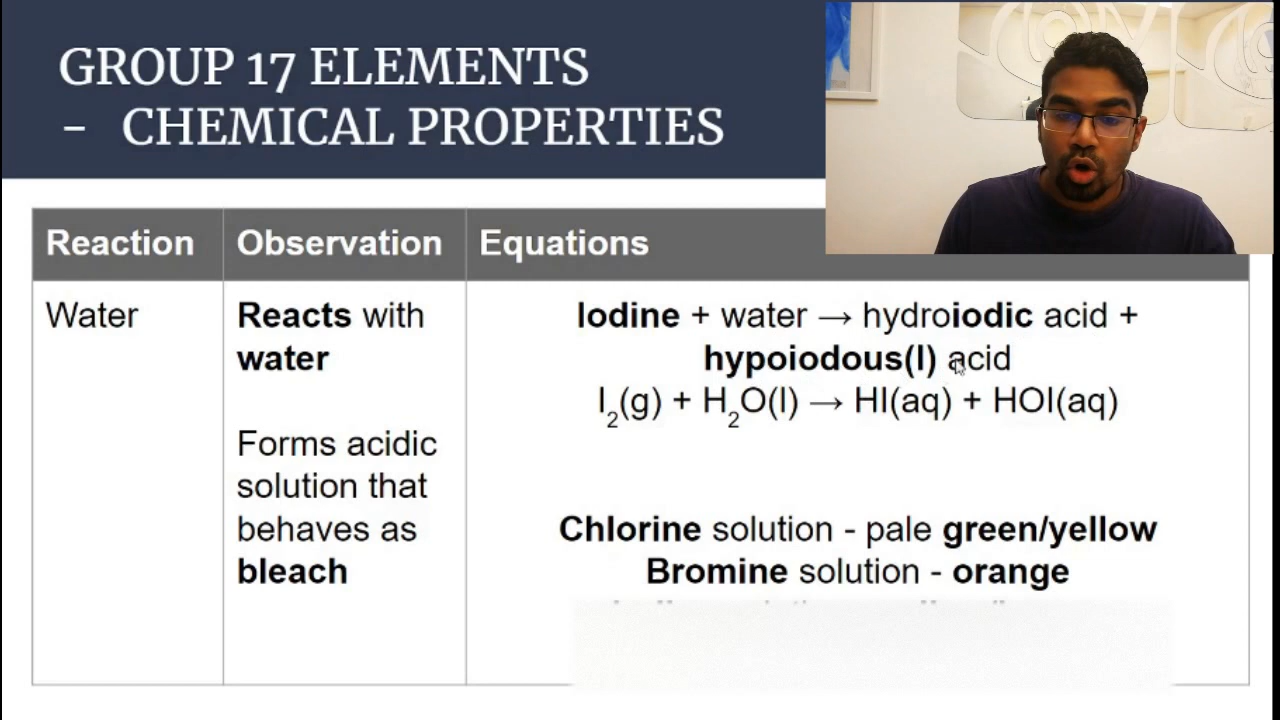 GROUP 17 ELEMENTS
- CHEMICAL PROPERTIES
Reaction
Observation
Equations
Water
Reacts with
water
Forms acidic
solution that
behaves as
bleach
Iodine + water → hydroiodic acid +
hypoiodous(I) acid
I₂(g) + H₂O(l) → HI(aq) + HOI(aq)
Chlorine solution - pale green/yellow
Bromine solution - orange